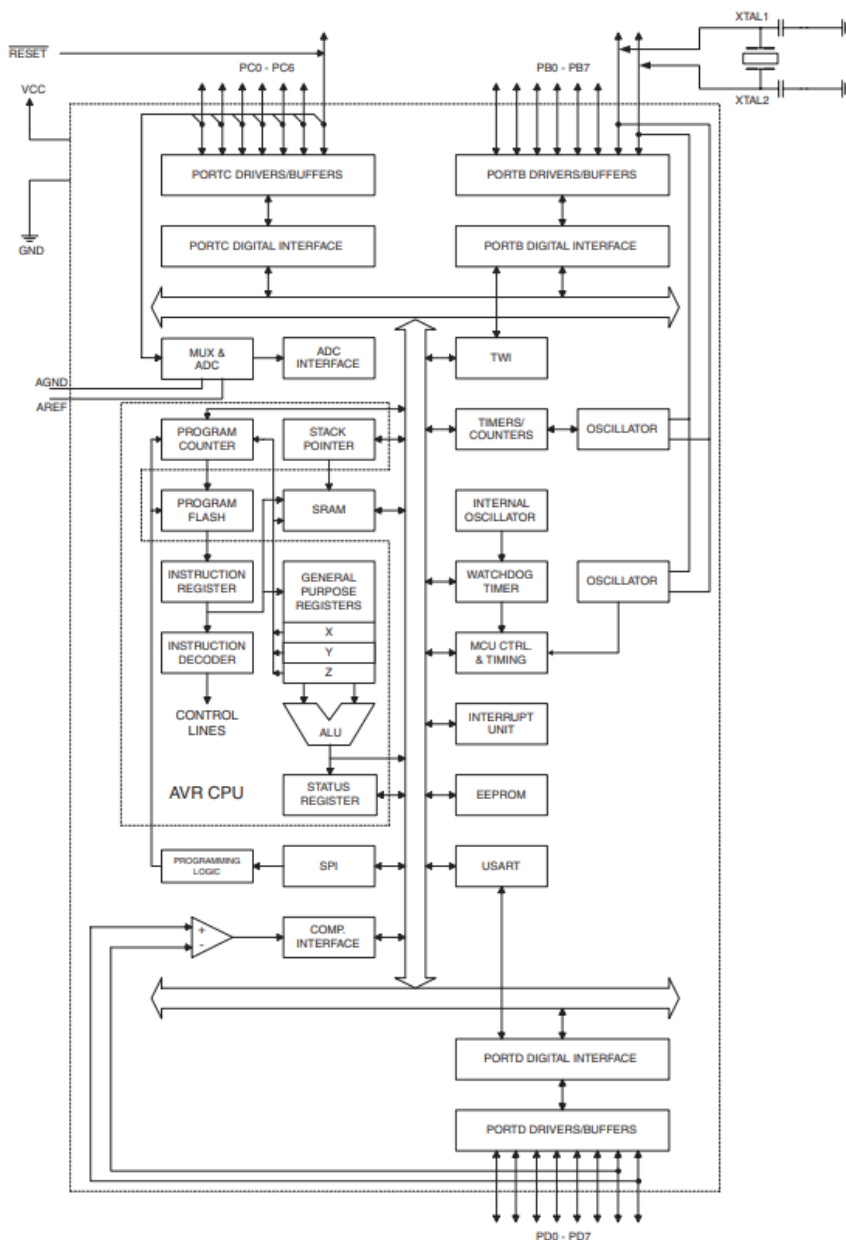 XTAL1
RESET
PC0 - PC6
PB0 - PB7
VCC
XTAL2
PORTC DRIVERS/BUFFERS
PORTB DRIVERS/BUFFERS
PORTC DIGITAL INTERFACE
PORTB DIGITAL INTERFACE
GND
MUX &
ADC
ADC
INTERFACE
TWI
AGND
AREF
PROGRAM
COUNTER
STACK
POINTER
TIMERS/
COUNTERS
OSCILLATOR
PROGRAM
FLASH
SRAM
INTERNAL
OSCILLATOR
INSTRUCTION
REGISTER
GENERAL
PURPOSE
REGISTERS
WATCHDOG
TIMER
OSCILLATOR
X
INSTRUCTION
DECODER
Y
MCU CTRL.
& TIMING
Z
CONTROL
LINES
ALU
INTERRUPT
UNIT
AVR CPU
STATUS
REGISTER
EEPROM
PROGRAMMING
LOGIC
SPI
USART
+
-
COMP.
INTERFACE
PORTD DIGITAL INTERFACE
PORTD DRIVERS/BUFFERS
PD0 - PD7